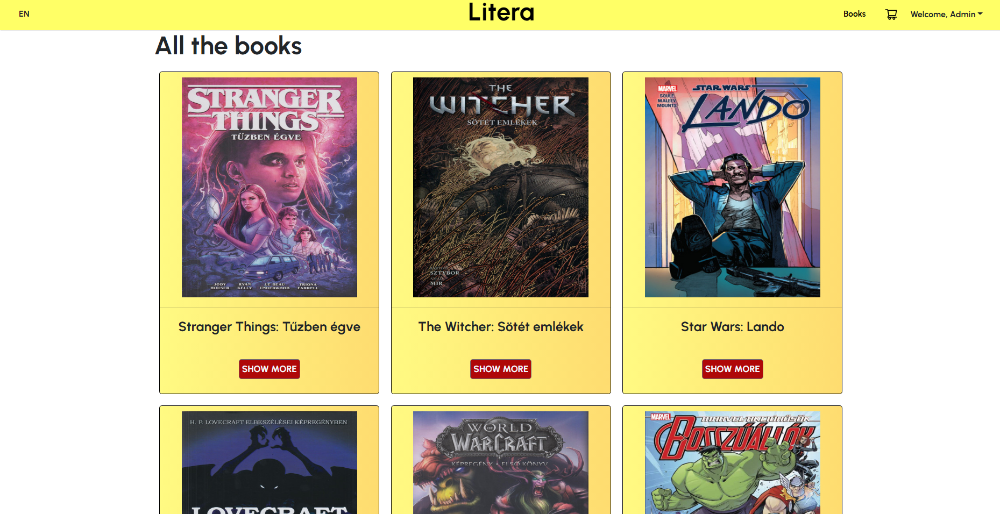 EN
Litera
Books
Welcome, Admin
All the books
STRANGER
THINGS
TŰZBEN ÉGVE
JODY HOUSER
RYAN KELLY
LE BEAU UNDERWOOD
TRIONA FARRELL
Stranger Things: Tűzben égve
SHOW MORE
THE
WITCHER
SÖTÉT EMLÉKEK
SZTYBOR
MIR
The Witcher: Sötét emlékek
SHOW MORE
MARVEL
SOULE
MALEEV
MOUNTS
STAR WARS
LANDO
Star Wars: Lando
SHOW MORE
H. P. LOVECRAFT ELBESZÉLÉSEI KÉPREGÉNYBEN
LOVECRAFT
WORLD
OF
WARCRAFT
KÉPREGÉNY • ELSŐ KÖNYV
MARVEL
MARVEL-AKCIÓHŐSÖK
BOSSZÚÁLLÓK